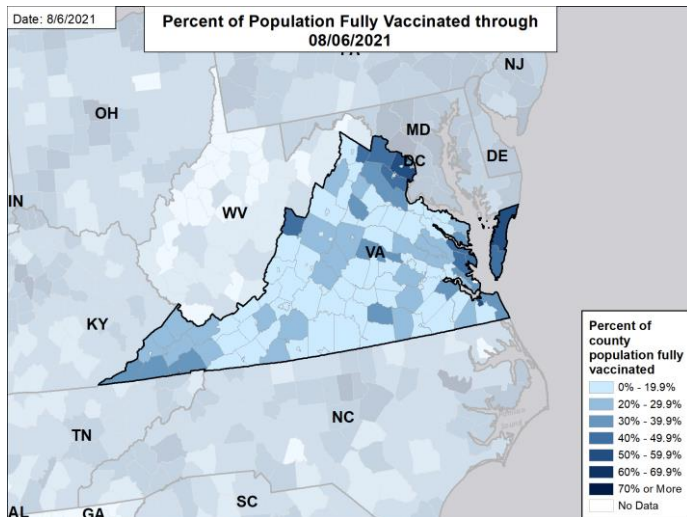 Date: 8/6/2021
Percent of Population Fully Vaccinated through
08/06/2021
PA
NJ
OH
MD
DC
DE
IN
WV
VA
KY
NC
TN
SC
AL
GA
Percent of
county
population fully
vaccinated
0% - 19.9%
20% - 29.9%
30% - 39.9%
40% - 49.9%
50% - 59.9%
60% - 69.9%
70% or More
No Data